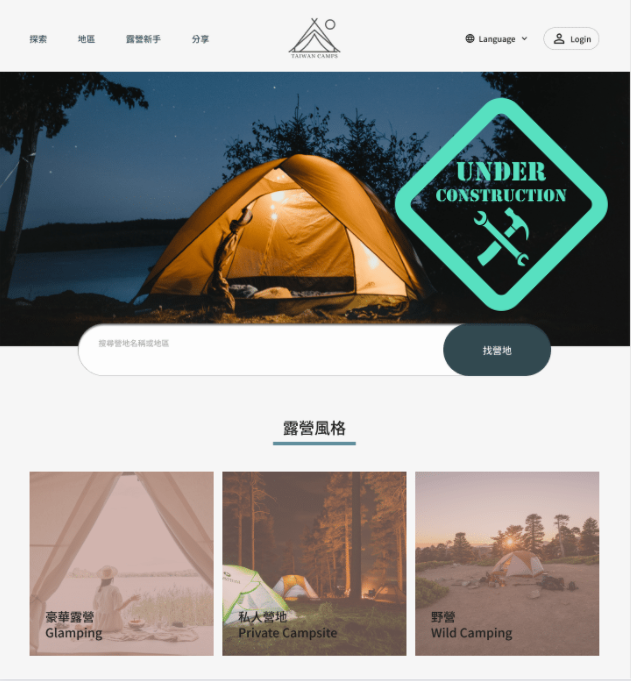 探索
地區
露營新手
分享
TAIWAN CAMPS
Language
Login
UNDER
CONSTRUCTION
搜尋營地名稱或地區
找營地
露營風格
豪華露營
Glamping
私人營地
Private Campsite
野營
Wild Camping